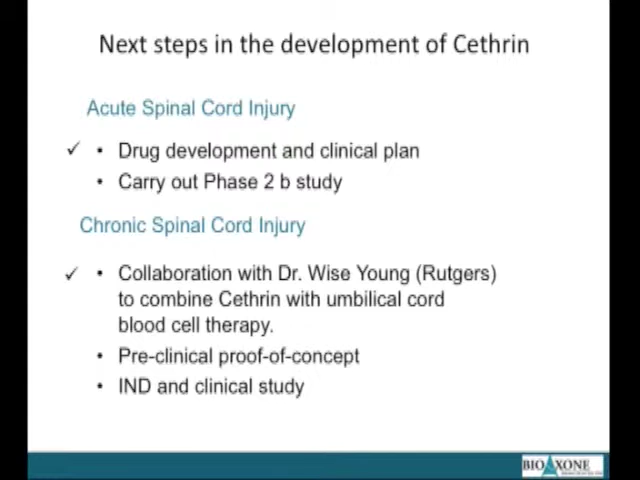 Next steps in the development of Cethrin
Acute Spinal Cord Injury
✓ • Drug development and clinical plan
• Carry out Phase 2 b study
Chronic Spinal Cord Injury
✓ • Collaboration with Dr. Wise Young (Rutgers)
to combine Cethrin with umbilical cord
blood cell therapy.
• Pre-clinical proof-of-concept
• IND and clinical study
BIOAXONE